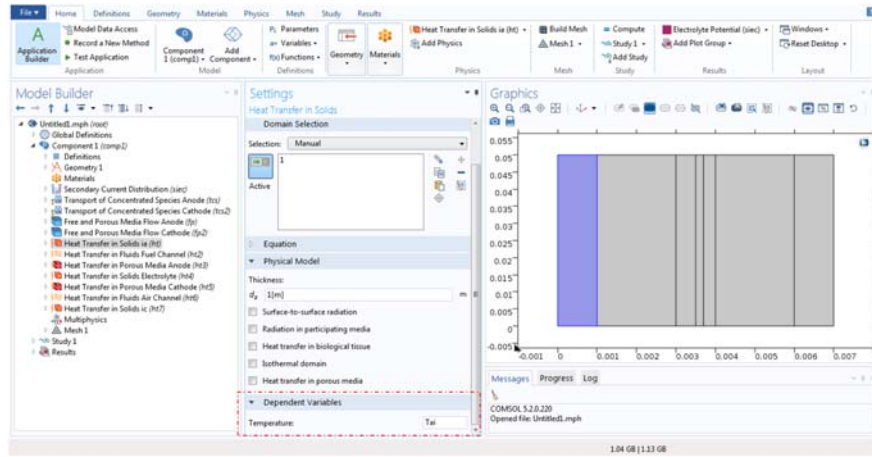 File Home Definitions Geometry Materials Physics Mesh Study Results
Application Builder
Model Data Access
Record a New Method
Test Application
Application
Component 1 (comp1)
Add Component
Model
Pi Parameters
a= Variables
f(x) Functions
Definitions
Geometry
Materials
Heat Transfer in Solids ia (ht)
Add Physics
Physics
Build Mesh
Mesh 1
Mesh
= Compute
Study 1
Add Study
Study
Electrolyte Potential (siec)
Add Plot Group
Results
Windows
Reset Desktop
Layout
Model Builder
Untitled1.mph (root)
Global Definitions
Component 1 (comp1)
Definitions
Geometry 1
Materials
Secondary Current Distribution (siec)
Transport of Concentrated Species Anode (tcs)
Transport of Concentrated Species Cathode (tcs2)
Free and Porous Media Flow Anode (fp)
Free and Porous Media Flow Cathode (fp2)
Heat Transfer in Solids ia (ht)
Heat Transfer in Fluids Fuel Channel (ht2)
Heat Transfer in Porous Media Anode (ht3)
Heat Transfer in Solids Electrolyte (ht4)
Heat Transfer in Porous Media Cathode (ht5)
Heat Transfer in Fluids Air Channel (ht6)
Heat Transfer in Solids ic (ht7)
Multiphysics
Mesh 1
Study 1
Results
Settings
Heat Transfer in Solids
Domain Selection
Selection: Manual
1
Active
Equation
Physical Model
Thickness:
dz 1[m] m
Surface-to-surface radiation
Radiation in participating media
Heat transfer in biological tissue
Isothermal domain
Heat transfer in porous media
Dependent Variables
Temperature: Tai
Graphics
0.055
0.05
0.045
0.04
0.035
0.03
0.025
0.02
0.015
0.01
0.005
0
-0.005
-0.001 0 0.001 0.002 0.003 0.004 0.005 0.006 0.007
Messages Progress Log
COMSOL 5.2.0.220
Opened file: Untitled1.mph
1.04 GB | 1.13 GB